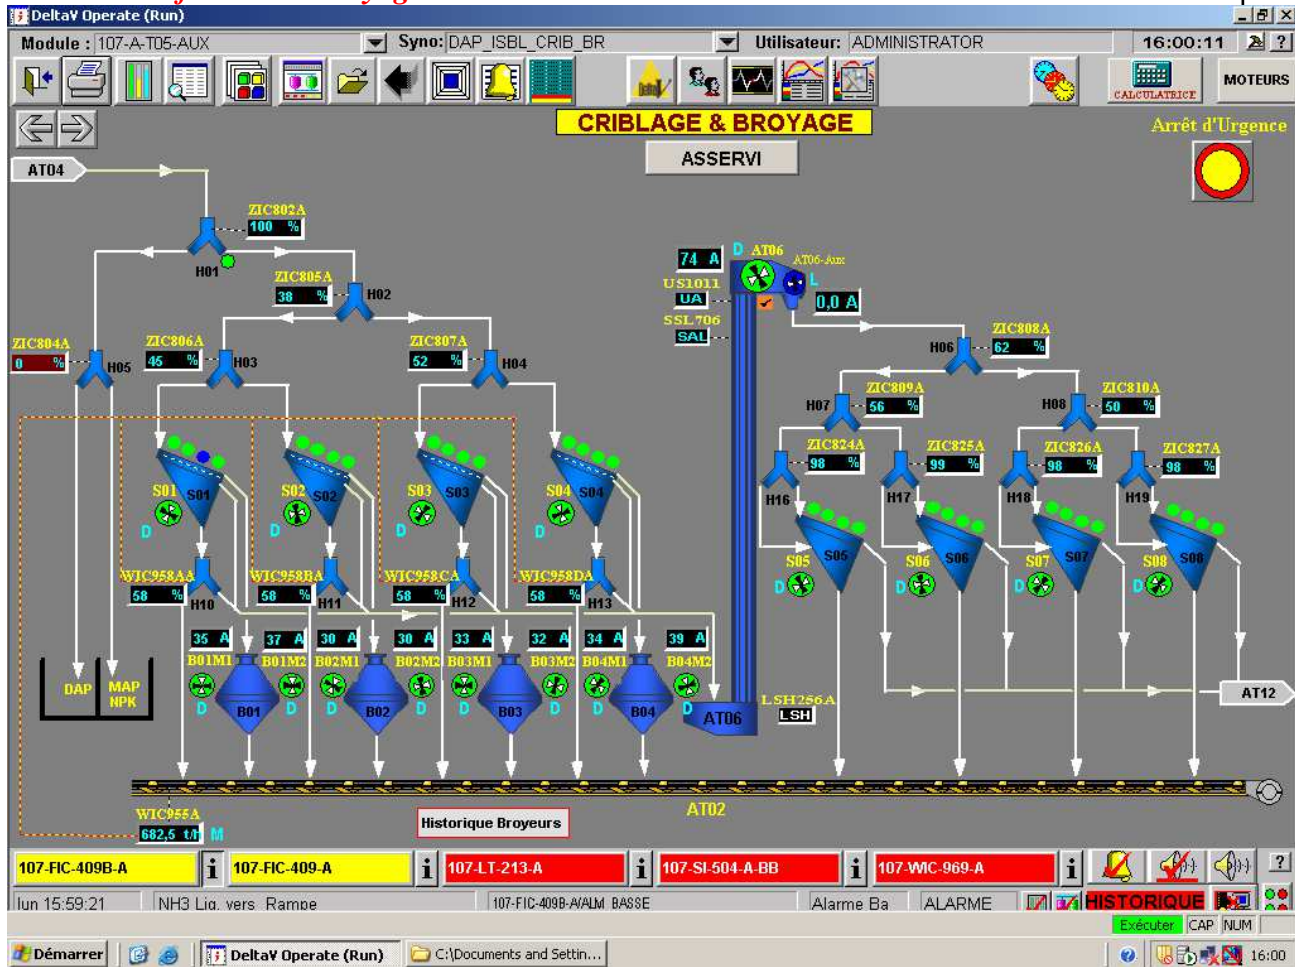 DeltaV Operate (Run)
Module : 107-A-T05-AUX Syno: DAP_ISBL_CRIB_BR Utilisateur: ADMINISTRATOR 16:00:11 ?
CALCULATRICE MOTEURS
CRIBLAGE & BROYAGE Arrêt d'Urgence
ASSERVI
AT04
ZIC802A
100 %
H01
ZIC805A
38 % H02
ZIC804A ZIC806A ZIC807A
0 % H05 45 % H03 52 % H04
74 A D AT06 AT06-Aux
US1011 L
UA 0,0 A
SSL706
SAL
ZIC808A
H06 62 %
ZIC809A ZIC810A
H07 56 % H08 50 %
ZIC824A ZIC825A ZIC826A ZIC827A
98 % 99 % 98 % 98 %
H16 H17 H18 H19
S01 S01 S02 S02 S03 S03 S04 S04
D D D D
S05 S05 S06 S06 S07 S07 S08 S08
D D D D
WIC958AA WIC958BA WIC958CA WIC958DA
58 % H10 58 % H11 58 % H12 58 % H13
35 A 37 A 30 A 30 A 33 A 32 A 34 A 39 A
B01M1 B01M2 B02M1 B02M2 B03M1 B03M2 B04M1 B04M2
D D D D D D D D
B01 B02 B03 B04
DAP MAP
NPK
AT06
LSH256A
LSH
AT12
AT02
WIC955A
682,5 t/h M
Historique Broyeurs
107-FIC-409B-A i 107-FIC-409-A i 107-LT-213-A i 107-SI-504-A-BB i 107-WIC-969-A i ?
lun 15:59:21 NH3 Liq. vers Rampe 107-FIC-409B-A/ALM BASSE Alarme Ba ALARME HISTORIQUE
Exécuter CAP NUM
Démarrer DeltaV Operate (Run) C:\Documents and Settin... 16:00